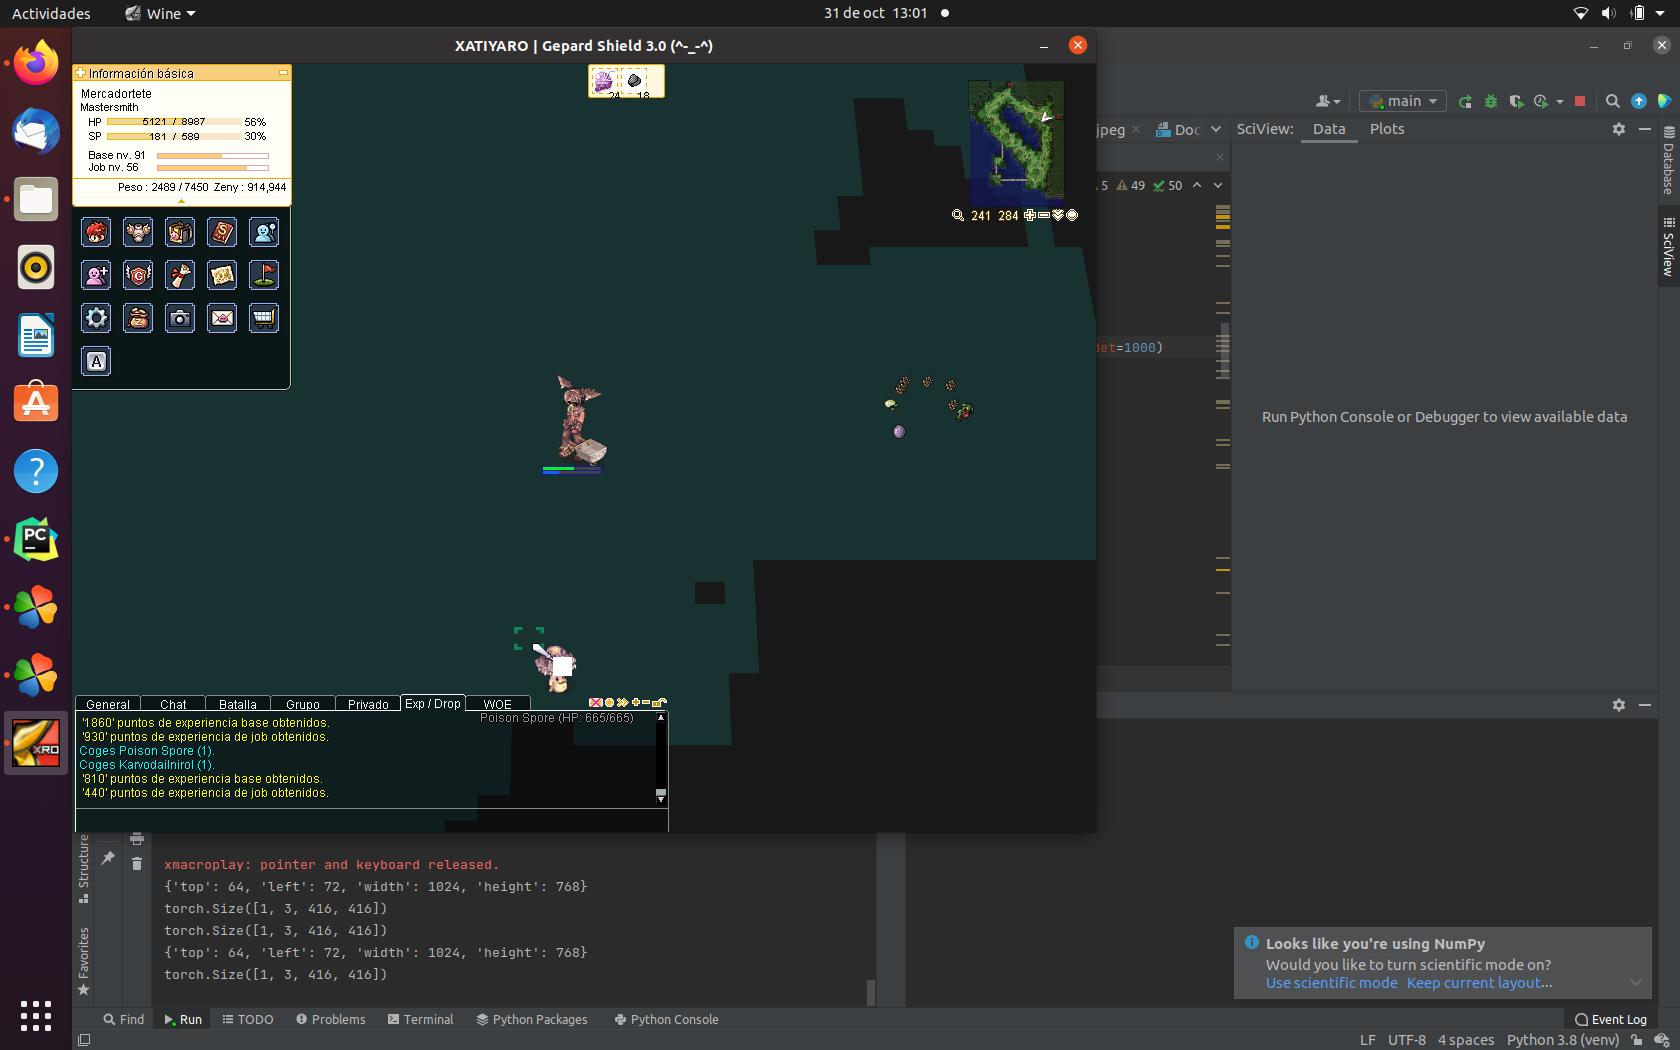 Actividades
Wine
31 de oct 13:01
XATIYARO | Gepard Shield 3.0 (^-_-^)
Información básica
Mercadortete
Mastersmith
HP 5121 / 8987 56%
SP 181 / 589 30%
Base nv. 91
Job nv. 56
Peso : 2489 / 7450 Zeny : 914,944
24 18
241 284
A
main
jpeg
Doc
SciView: Data Plots
5 49 50
det=1000)
Run Python Console or Debugger to view available data
Database
SciView
PC
XRO
General Chat Batalla Grupo Privado Exp / Drop WOE
Poison Spore (HP: 665/665)
'1860' puntos de experiencia base obtenidos.
'930' puntos de experiencia de job obtenidos.
Coges Poison Spore (1).
Coges Karvodailnirol (1).
'810' puntos de experiencia base obtenidos.
'440' puntos de experiencia de job obtenidos.
Structure
Favorites
xmacroplay: pointer and keyboard released.
{'top': 64, 'left': 72, 'width': 1024, 'height': 768}
torch.Size([1, 3, 416, 416])
torch.Size([1, 3, 416, 416])
{'top': 64, 'left': 72, 'width': 1024, 'height': 768}
torch.Size([1, 3, 416, 416])
Looks like you're using NumPy
Would you like to turn scientific mode on?
Use scientific mode Keep current layout...
Find Run TODO Problems Terminal Python Packages Python Console
Event Log
LF UTF-8 4 spaces Python 3.8 (venv)